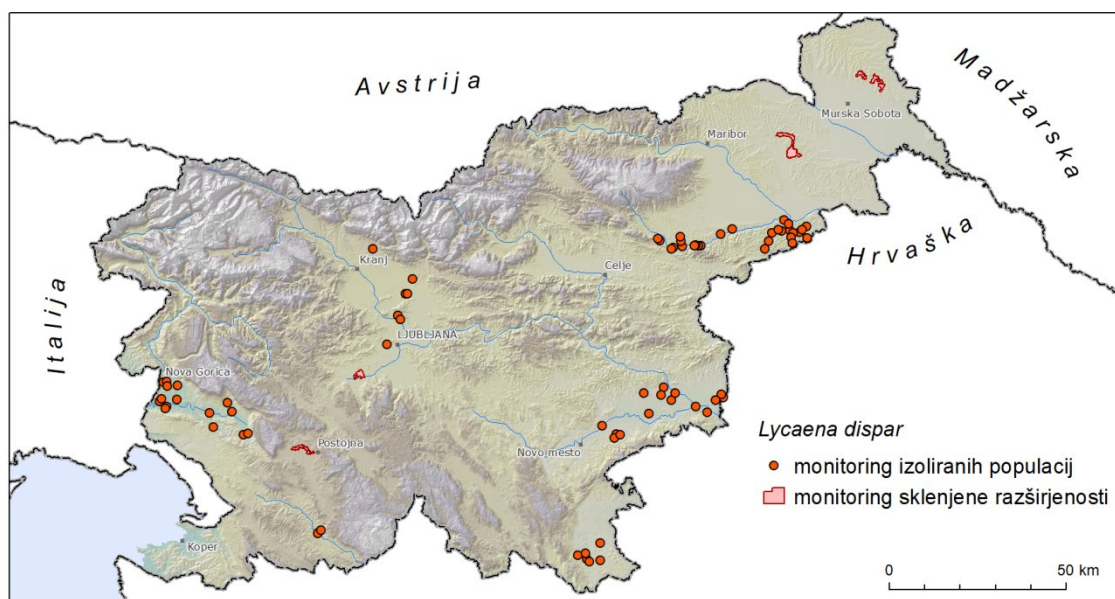 Avstrija
Madžarska
Murska Sobota
Maribor
Hrvaška
Kranj
Celje
Italija
LJUBLJANA
Nova Gorica
Lycaena dispar
Postojna
Novo mesto
monitoring izoliranih populacij
monitoring sklenjene razširjenosti
Koper
0 50 km